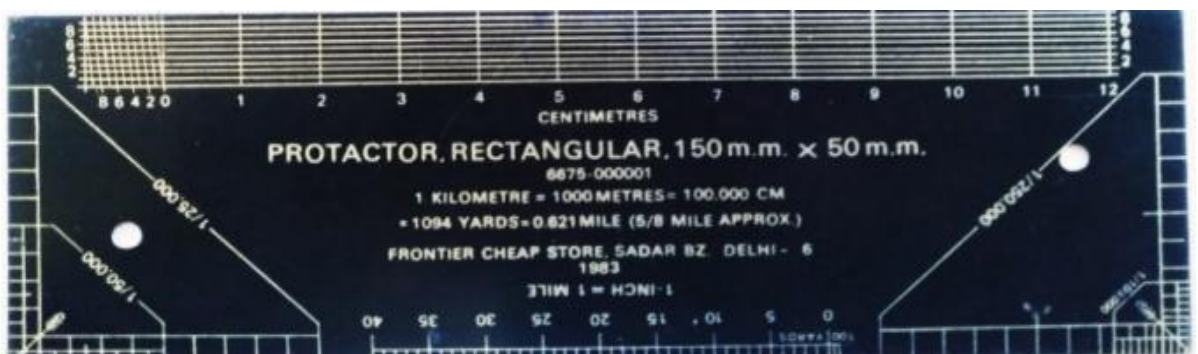 8 6 4 2 0 1 2 3 4 5 6 7 8 9 10 11 12
CENTIMETRES
PROTACTOR, RECTANGULAR, 150 m.m. × 50 m.m.
6675-000001
1 KILOMETRE = 1000 METRES = 100.000 CM
= 1094 YARDS = 0.621 MILE (5/8 MILE APPROX.)
FRONTIER CHEAP STORE, SADAR BZ. DELHI - 6
1983
1-INCH = 1 MILE
40 35 30 25 20 15 10 5 0
1/25.000
1/50.000
1/250.000